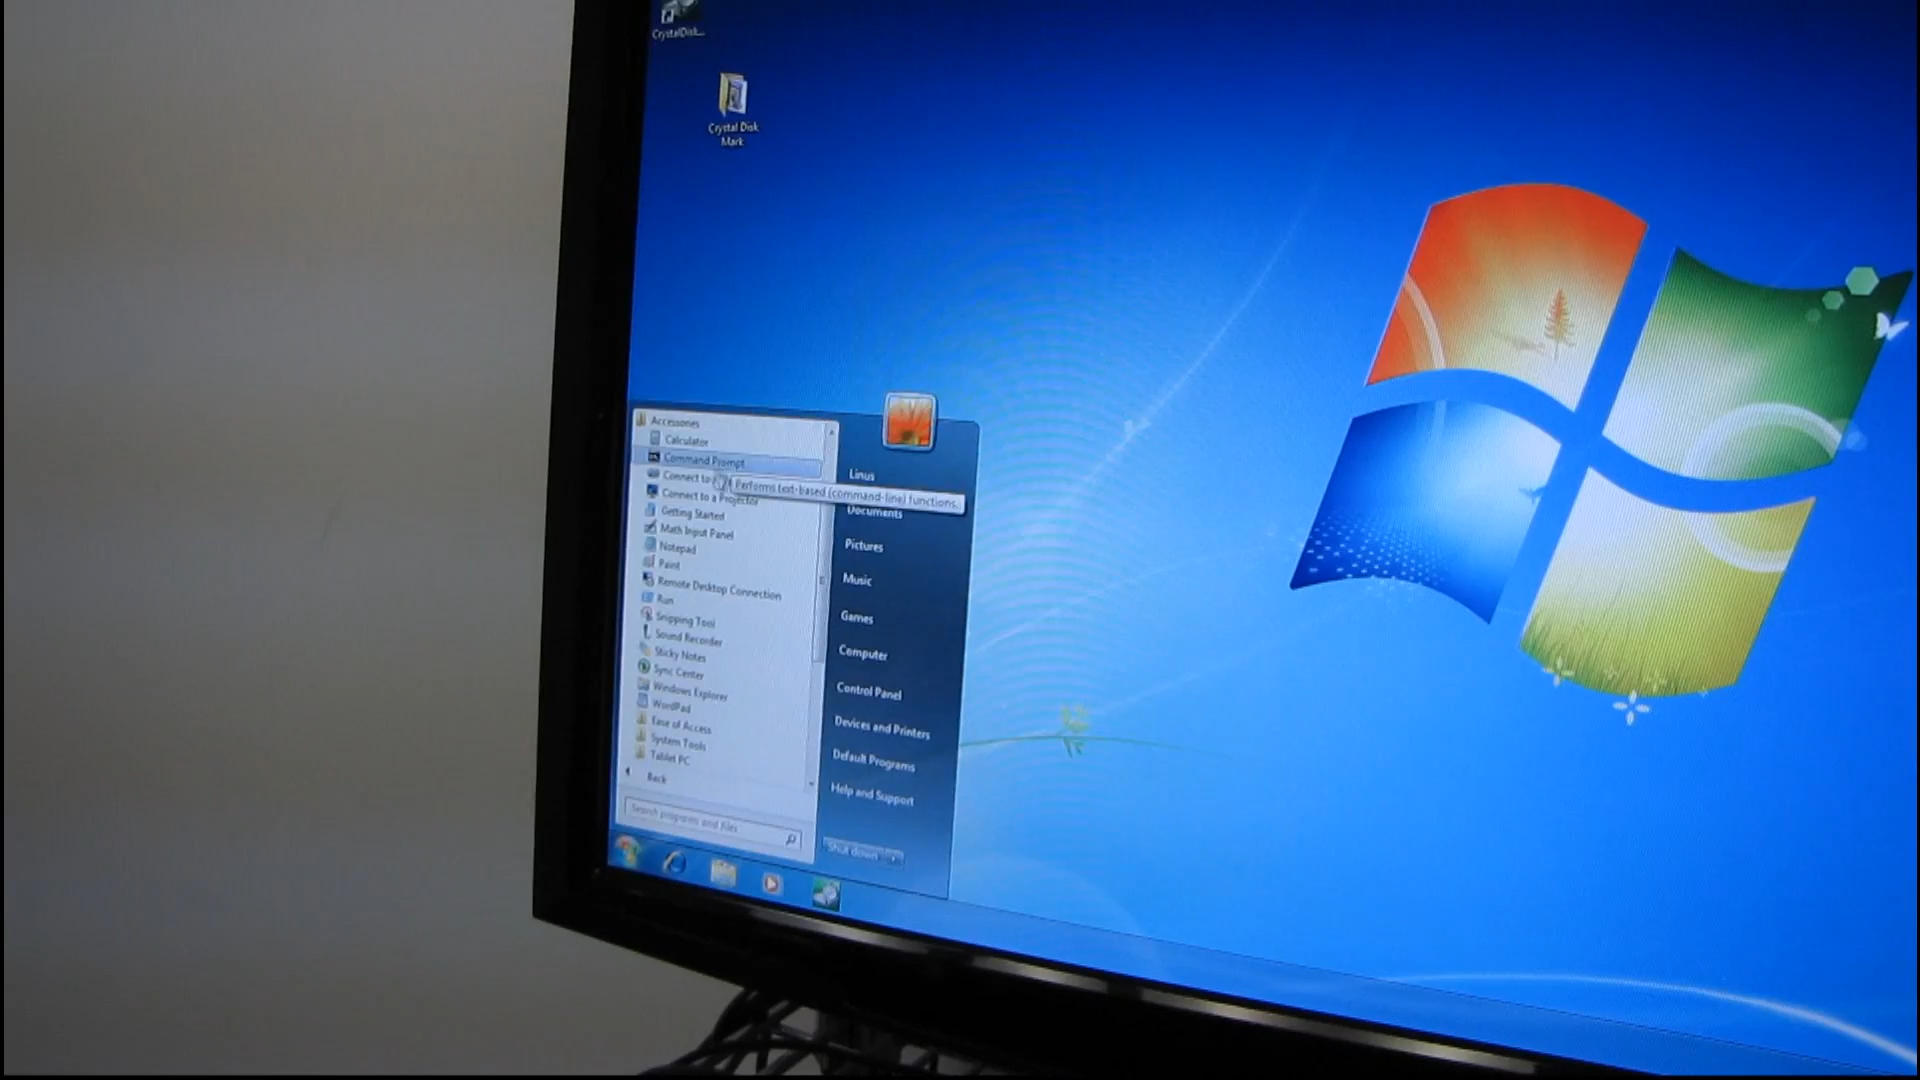 CrystalDisk...
Crystal Disk
Mark
Accessories
Calculator
Command Prompt
Connect to
Performs text-based (command-line) functions.
Connect to a Projector
Getting Started
Math Input Panel
Notepad
Paint
Remote Desktop Connection
Run
Snipping Tool
Sound Recorder
Sticky Notes
Sync Center
Windows Explorer
WordPad
Ease of Access
System Tools
Tablet PC
Back
Search programs and files
Linus
Documents
Pictures
Music
Games
Computer
Control Panel
Devices and Printers
Default Programs
Help and Support
Shut down